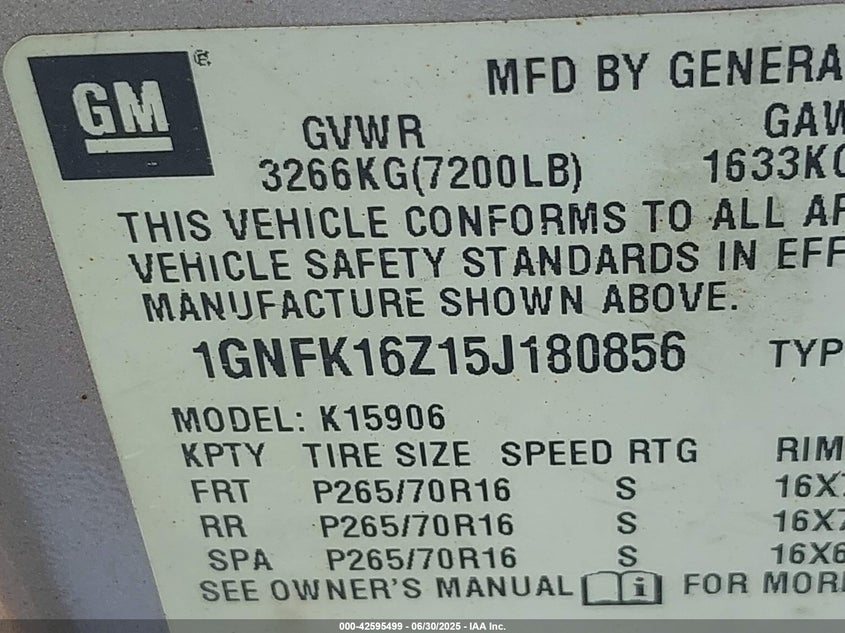 GM®
MFD BY GENERA
GVWR GAW
3266KG(7200LB) 1633KG
THIS VEHICLE CONFORMS TO ALL AP
VEHICLE SAFETY STANDARDS IN EFF
MANUFACTURE SHOWN ABOVE.
1GNFK16Z15J180856 TYP
MODEL: K15906
KPTY TIRE SIZE SPEED RTG RIM
FRT P265/70R16 S 16X7
RR P265/70R16 S 16X7
SPA P265/70R16 S 16X6
SEE OWNER'S MANUAL i FOR MORE
000-42595499 - 06/30/2025 - IAA Inc.